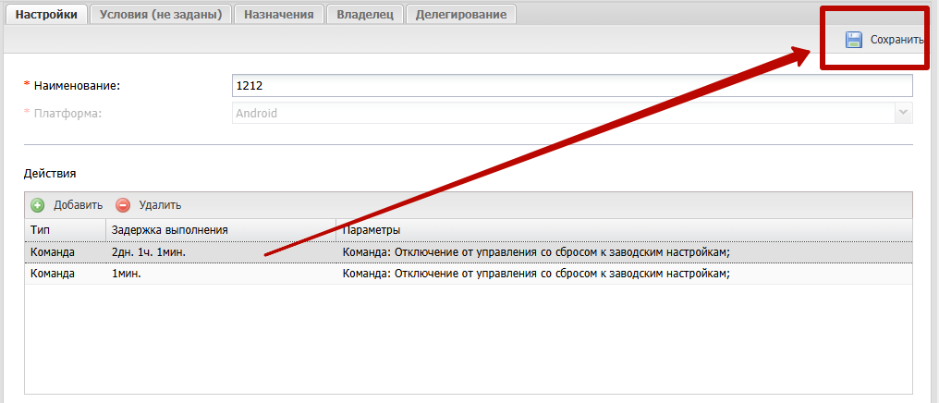 Настройки Условия (не заданы) Назначения Владелец Делегирование
Сохранить
* Наименование: 1212
* Платформа: Android
Действия
Добавить Удалить
Тип Задержка выполнения Параметры
Команда 2дн. 1ч. 1мин. Команда: Отключение от управления со сбросом к заводским настройкам;
Команда 1мин. Команда: Отключение от управления со сбросом к заводским настройкам;